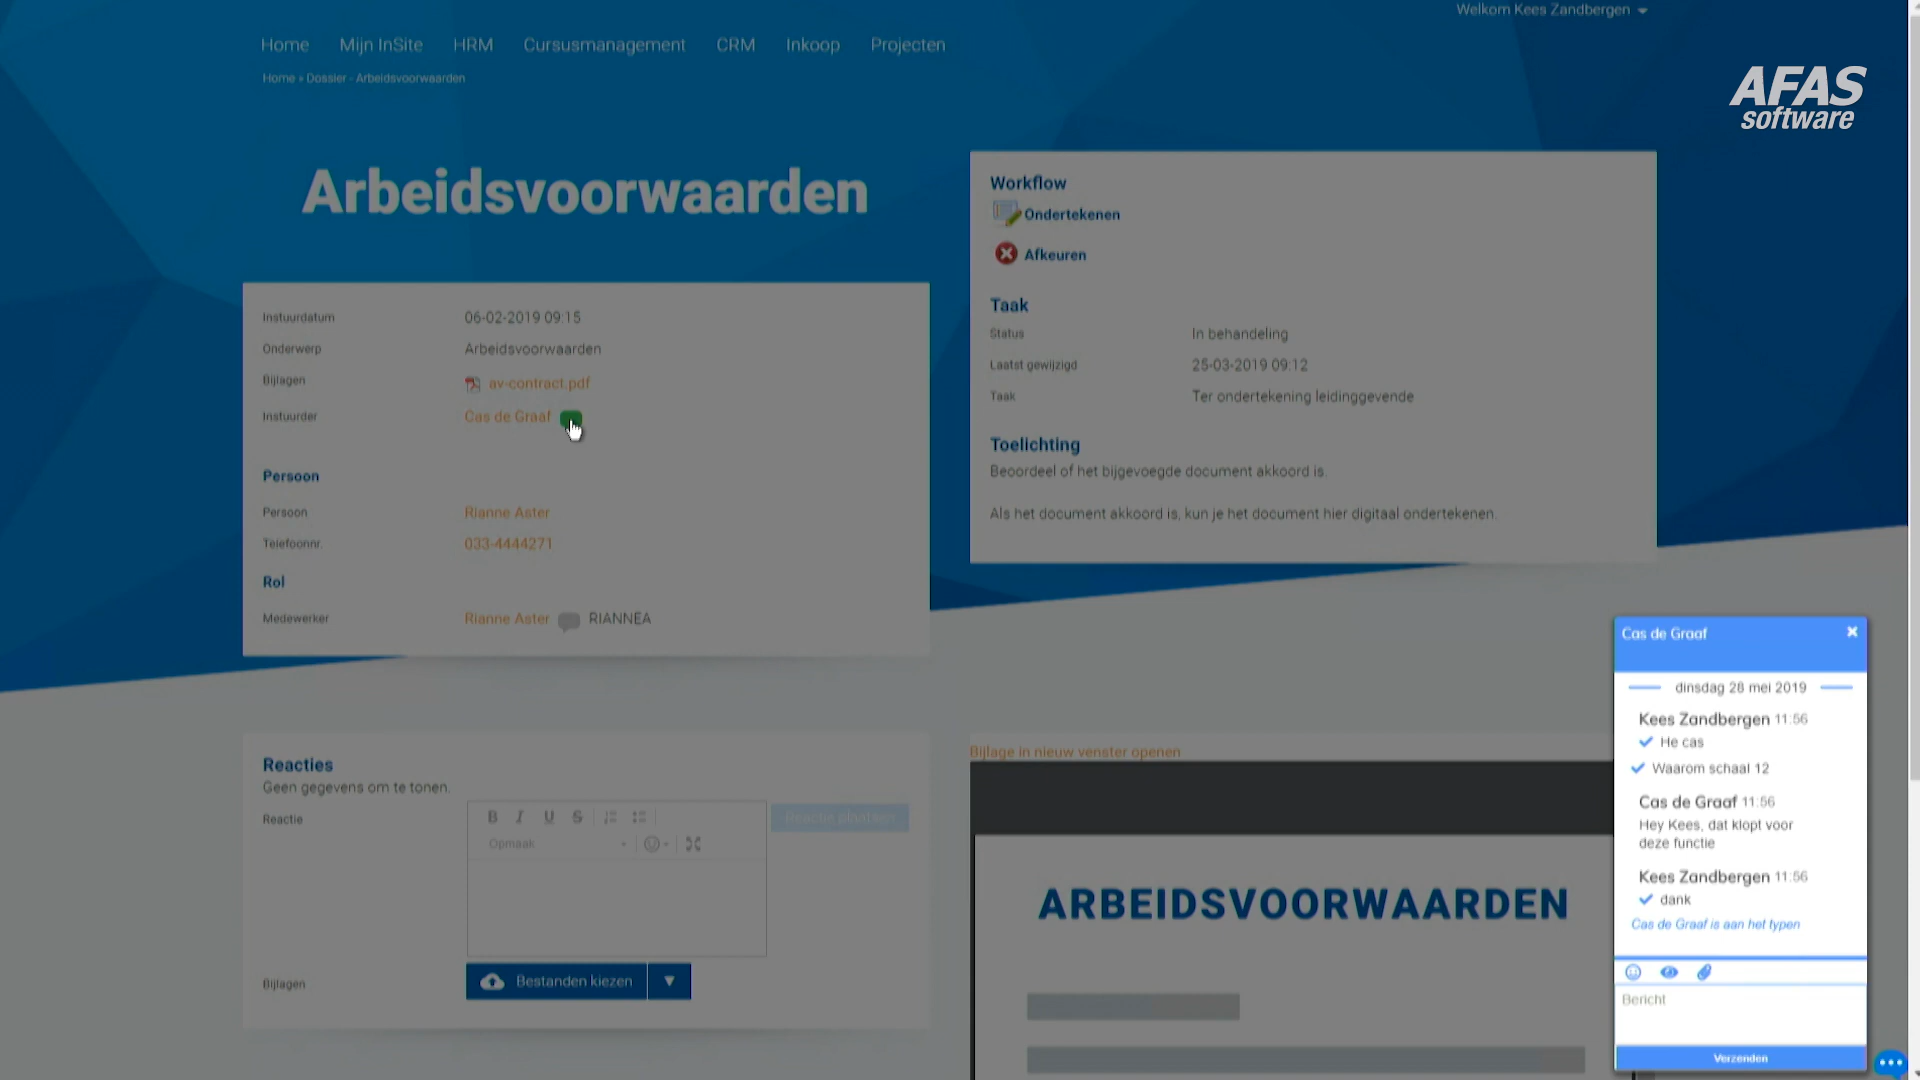 Welkom Kees Zandbergen
Home Mijn InSite HRM Cursusmanagement CRM Inkoop Projecten
Home » Dossier - Arbeidsvoorwaarden
AFAS
software
Arbeidsvoorwaarden
Instuurdatum 06-02-2019 09:15
Onderwerp Arbeidsvoorwaarden
Bijlagen av-contract.pdf
Instuurder Cas de Graaf
Persoon
Persoon Rianne Aster
Telefoonnr. 033-4444271
Rol
Medewerker Rianne Aster RIANNEA
Workflow
Ondertekenen
Afkeuren
Taak
Status In behandeling
Laatst gewijzigd 25-03-2019 09:12
Taak Ter ondertekening leidinggevende
Toelichting
Beoordeel of het bijgevoegde document akkoord is.
Als het document akkoord is, kun je het document hier digitaal ondertekenen.
Reacties
Geen gegevens om te tonen.
Reactie
B I U S
Opmaak
Reactie plaatsen
Bijlagen Bestanden kiezen
Bijlage in nieuw venster openen
ARBEIDSVOORWAARDEN
Cas de Graaf
dinsdag 28 mei 2019
Kees Zandbergen 11:56
He cas
Waarom schaal 12
Cas de Graaf 11:56
Hey Kees, dat klopt voor
deze functie
Kees Zandbergen 11:56
dank
Cas de Graaf is aan het typen
Bericht
Verzenden